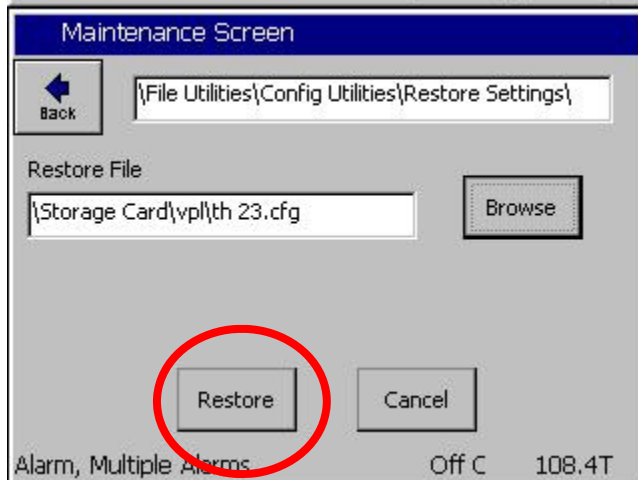 Maintenance Screen
Back
\File Utilities\Config Utilities\Restore Settings\
Restore File
\Storage Card\vpl\th 23.cfg
Browse
Restore
Cancel
Alarm, Multiple Alarms Off C 108.4T